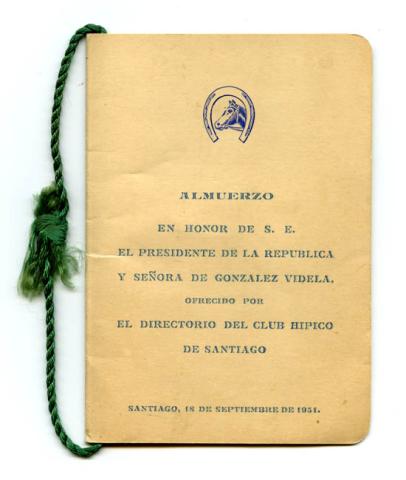 ALMUERZO
EN HONOR DE S. E.
EL PRESIDENTE DE LA REPUBLICA
Y SEÑORA DE GONZALEZ VIDELA,
OFRECIDO POR
EL DIRECTORIO DEL CLUB HIPICO
DE SANTIAGO
SANTIAGO, 18 DE SEPTIEMBRE DE 1951.